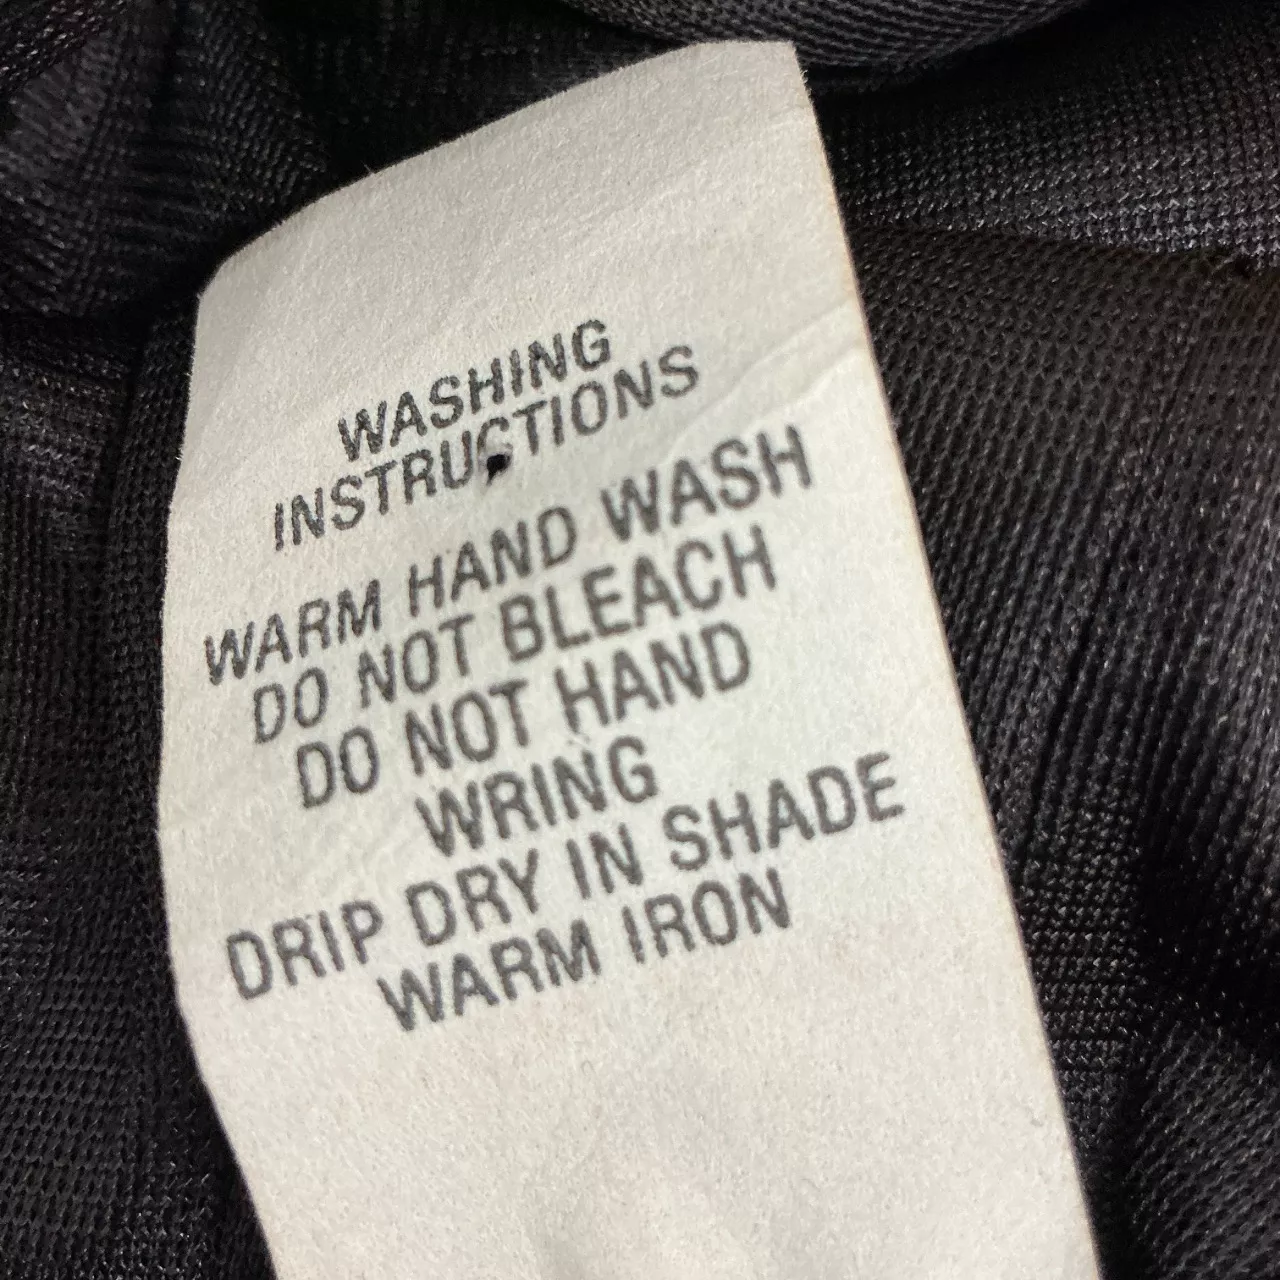 WASHING
INSTRUCTIONS
WARM HAND WASH
DO NOT BLEACH
DO NOT HAND
WRING
DRIP DRY IN SHADE
WARM IRON